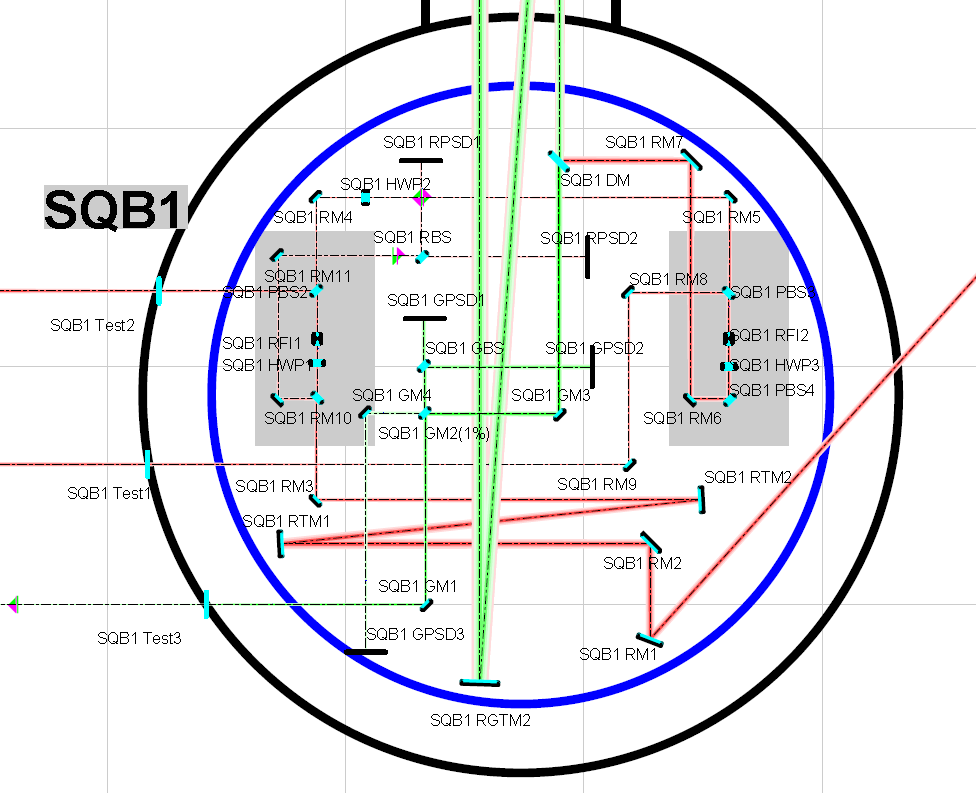 SQB1 RPSD1
SQB1 RM7
SQB1 HWP2
SQB1 DM
SQB1
SQB1 RM4
SQB1 RM5
SQB1 RBS
SQB1 RPSD2
SQB1 RM11
SQB1 RM8
SQB1 PBS2
SQB1 PBS3
SQB1 GPSD1
SQB1 Test2
SQB1 RFI1
SQB1 RFI2
SQB1 GBS
SQB1 GPSD2
SQB1 HWP1
SQB1 HWP3
SQB1 GM4
SQB1 GM3
SQB1 PBS4
SQB1 RM10
SQB1 RM6
SQB1 GM2(1%)
SQB1 RTM2
SQB1 RM3
SQB1 RM9
SQB1 Test1
SQB1 RTM1
SQB1 RM2
SQB1 GM1
SQB1 GPSD3
SQB1 Test3
SQB1 RM1
SQB1 RGTM2